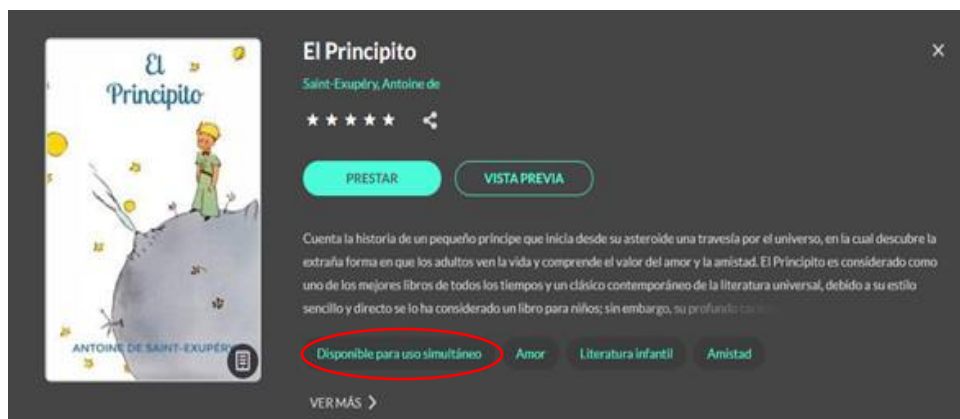 El
Principito
ANTOINE DE SAINT-EXUPÉRY
El Principito
Saint-Exupéry, Antoine de
PRESTAR
VISTA PREVIA
Cuenta la historia de un pequeño príncipe que inicia desde su asteroide una travesía por el universo, en la cual descubre la
extraña forma en que los adultos ven la vida y comprende el valor del amor y la amistad. El Principito es considerado como
uno de los mejores libros de todos los tiempos y un clásico contemporáneo de la literatura universal, debido a su estilo
sencillo y directo se lo ha considerado un libro para niños; sin embargo, su profundo
Disponible para uso simultáneo
Amor
Literatura infantil
Amistad
VER MÁS